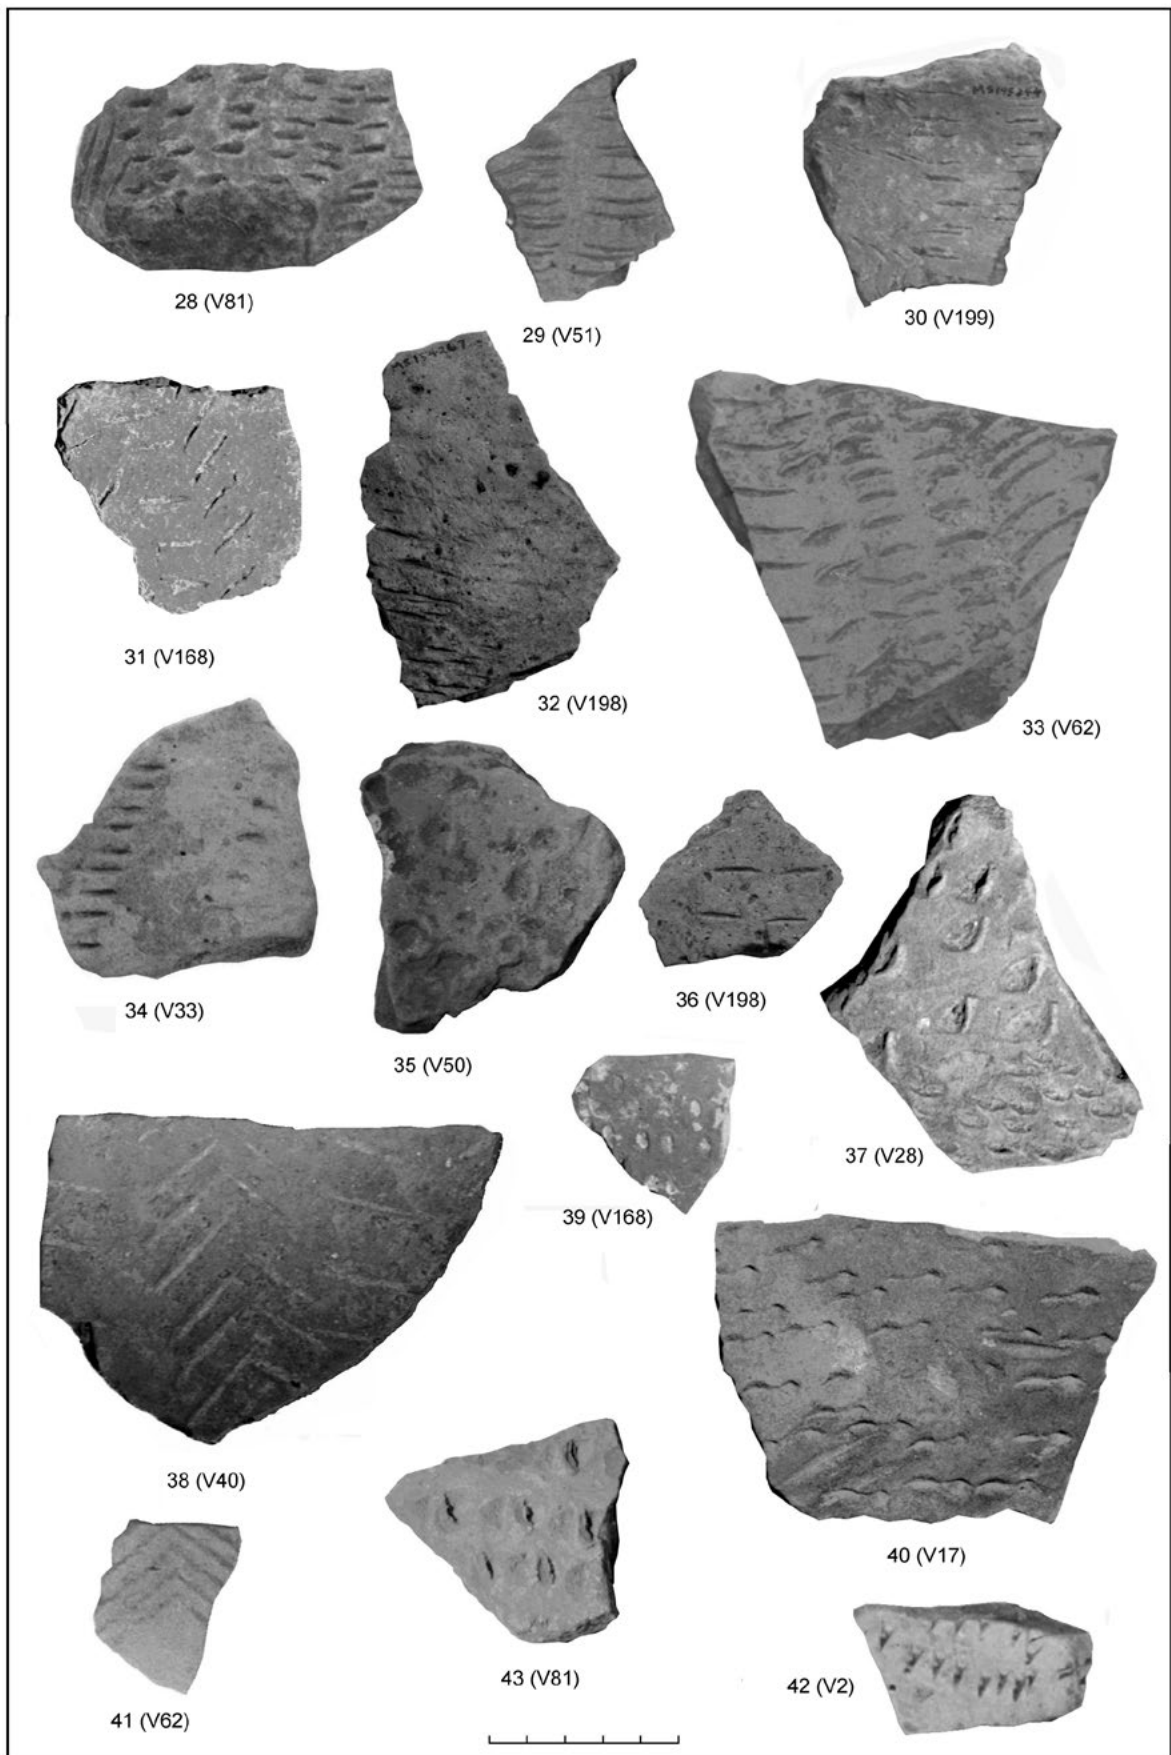 28 (V81)
29 (V51)
30 (V199)
31 (V168)
32 (V198)
33 (V62)
34 (V33)
35 (V50)
36 (V198)
37 (V28)
38 (V40)
39 (V168)
40 (V17)
41 (V62)
43 (V81)
42 (V2)